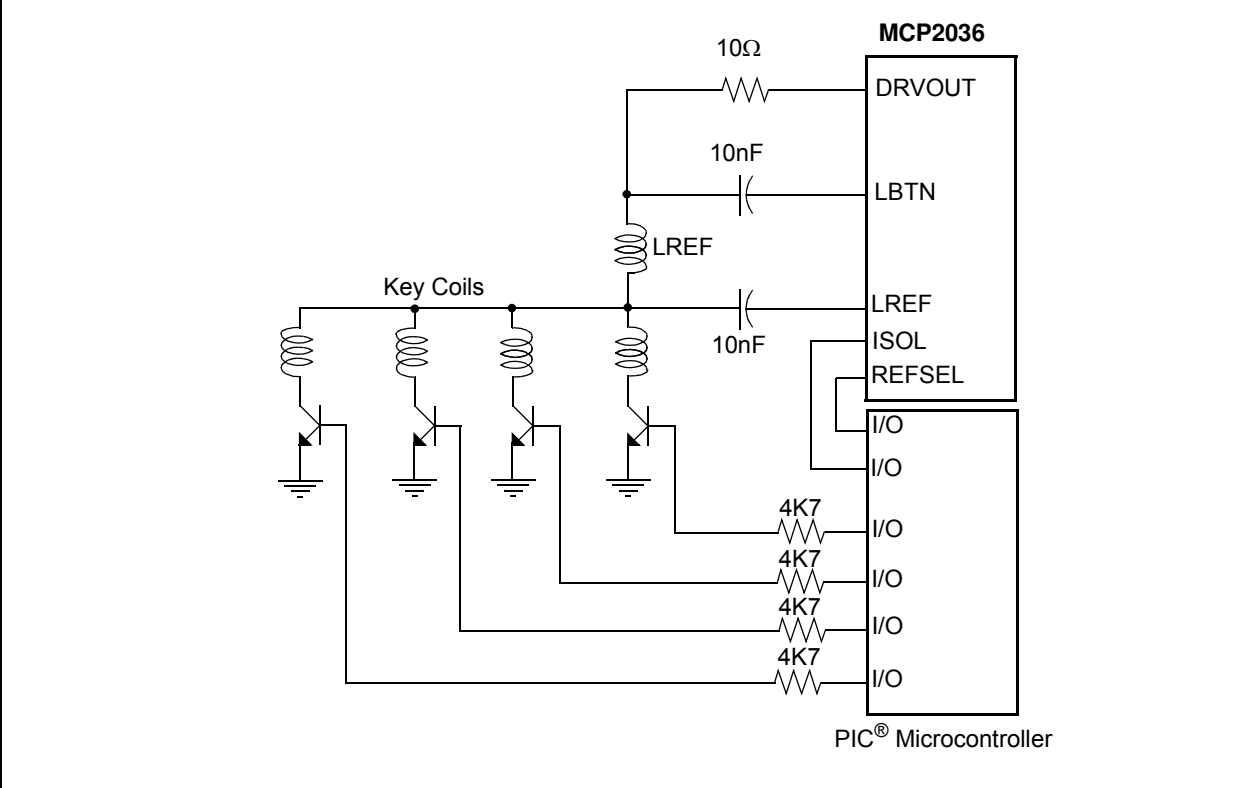 MCP2036
10Ω
DRVOUT
10nF
LBTN
LREF
Key Coils
LREF
10nF
ISOL
REFSEL
I/O
I/O
4K7
I/O
4K7
I/O
4K7
I/O
4K7
I/O
PIC® Microcontroller